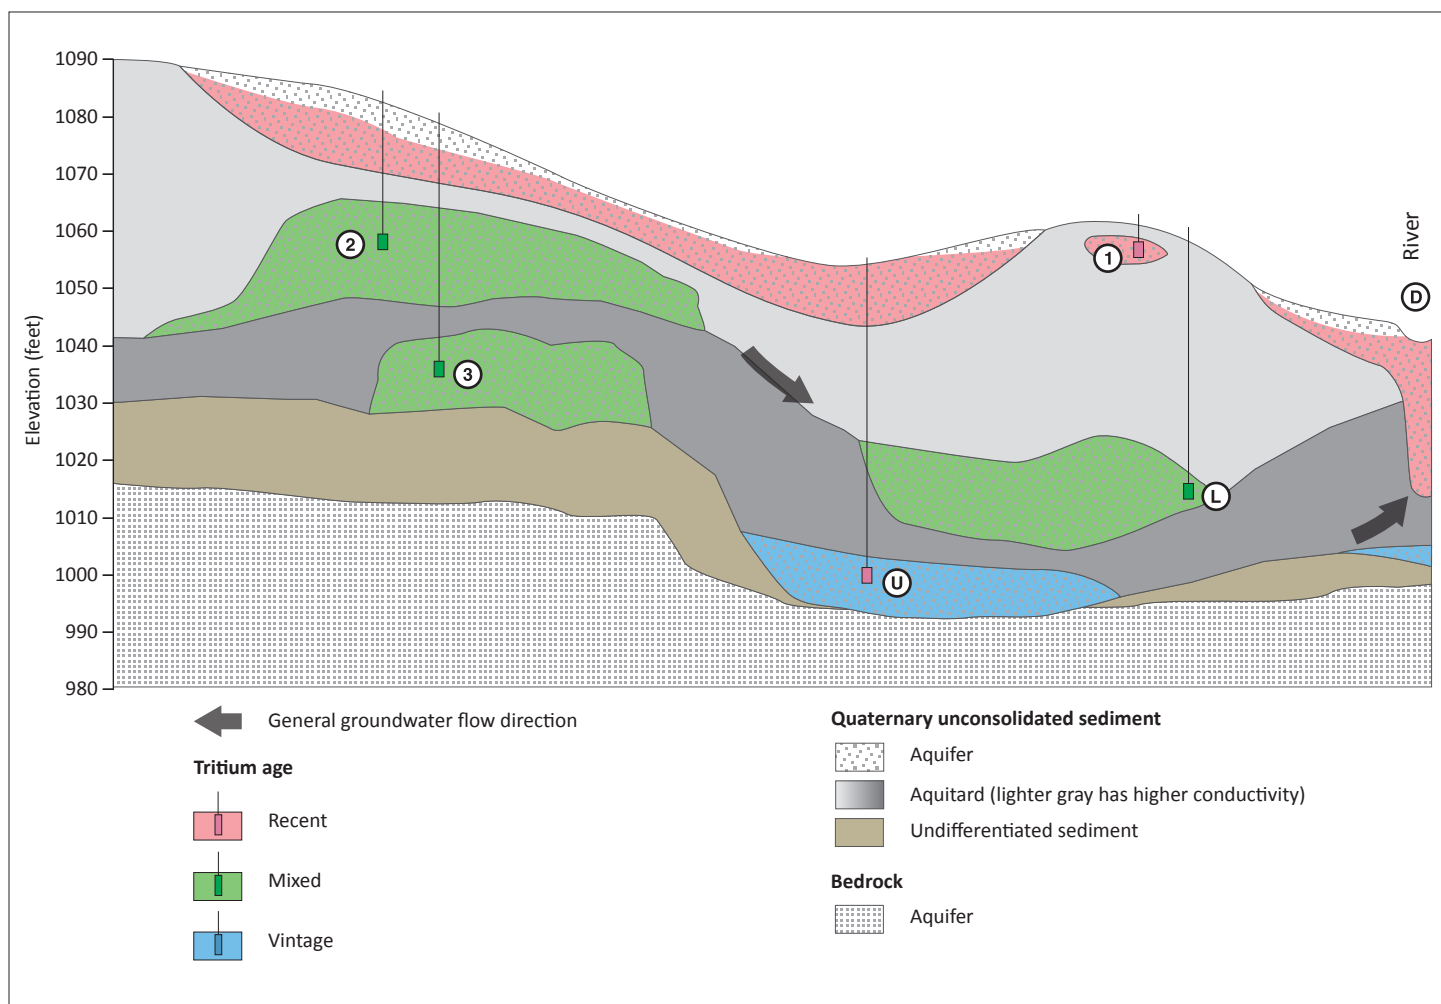 1090
1080
1070
1060
1050
1040
1030
1020
1010
1000
990
980
Elevation (feet)
2
3
1
L
U
D
River
General groundwater flow direction
Tritium age
Recent
Mixed
Vintage
Quaternary unconsolidated sediment
Aquifer
Aquitard (lighter gray has higher conductivity)
Undifferentiated sediment
Bedrock
Aquifer